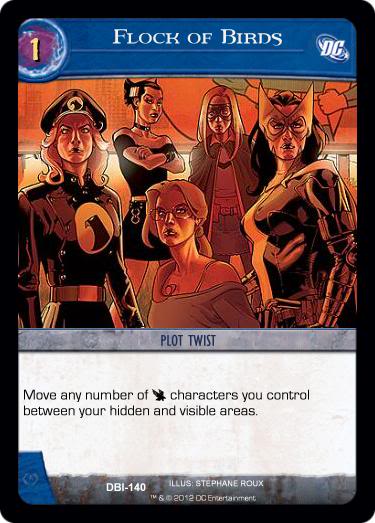 1
FLOCK OF BIRDS
DC
PLOT TWIST
Move any number of characters you control
between your hidden and visible areas.
DBI-140
ILLUS: STEPHANE ROUX
™ & © 2012 DC Entertainment